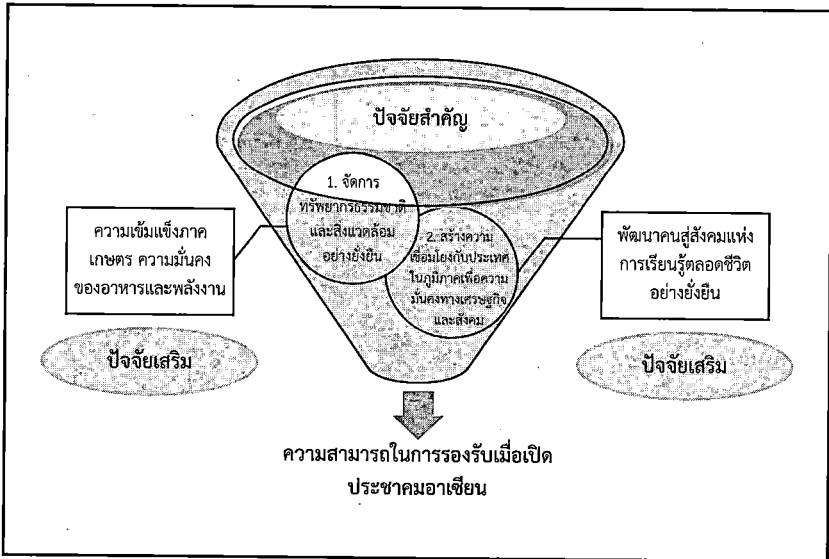 ปัจจัยสำคัญ
1. จัดการ
ทรัพยากรธรรมชาติ
และสิ่งแวดล้อม
อย่างยั่งยืน
2. สร้างความ
เชื่อมโยงกับประเทศ
ในภูมิภาคเพื่อความ
มั่นคงทางเศรษฐกิจ
และสังคม
ความเข้มแข็งภาค
เกษตร ความมั่นคง
ของอาหารและพลังงาน
ปัจจัยเสริม
พัฒนาคนสู่สังคมแห่ง
การเรียนรู้ตลอดชีวิต
อย่างยั่งยืน
ปัจจัยเสริม
ความสามารถในการรองรับเมื่อเปิด
ประชาคมอาเซียน